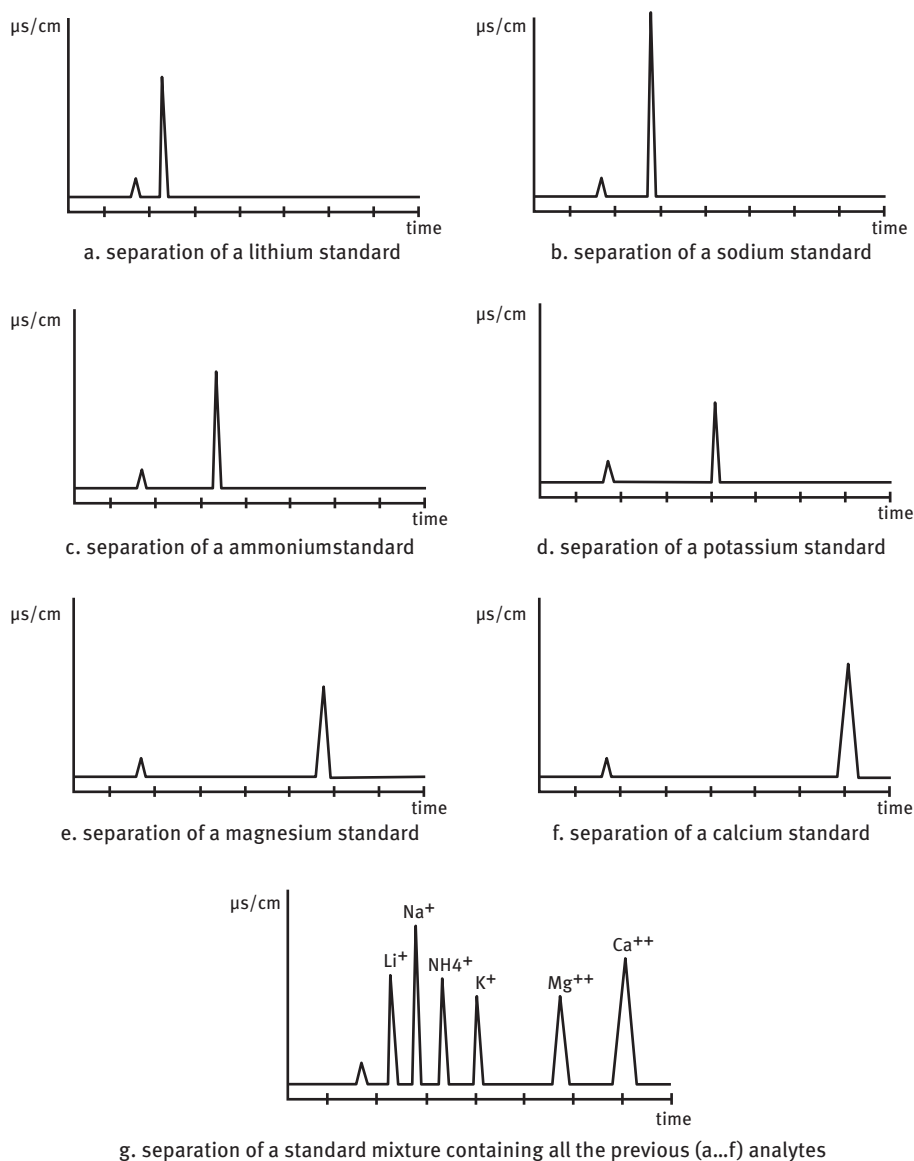 µs/cm
time
a. separation of a lithium standard
µs/cm
time
b. separation of a sodium standard
µs/cm
time
c. separation of a ammoniumstandard
µs/cm
time
d. separation of a potassium standard
µs/cm
time
e. separation of a magnesium standard
µs/cm
time
f. separation of a calcium standard
µs/cm
Li+
Na+
NH4+
K+
Mg++
Ca++
time
g. separation of a standard mixture containing all the previous (a...f) analytes